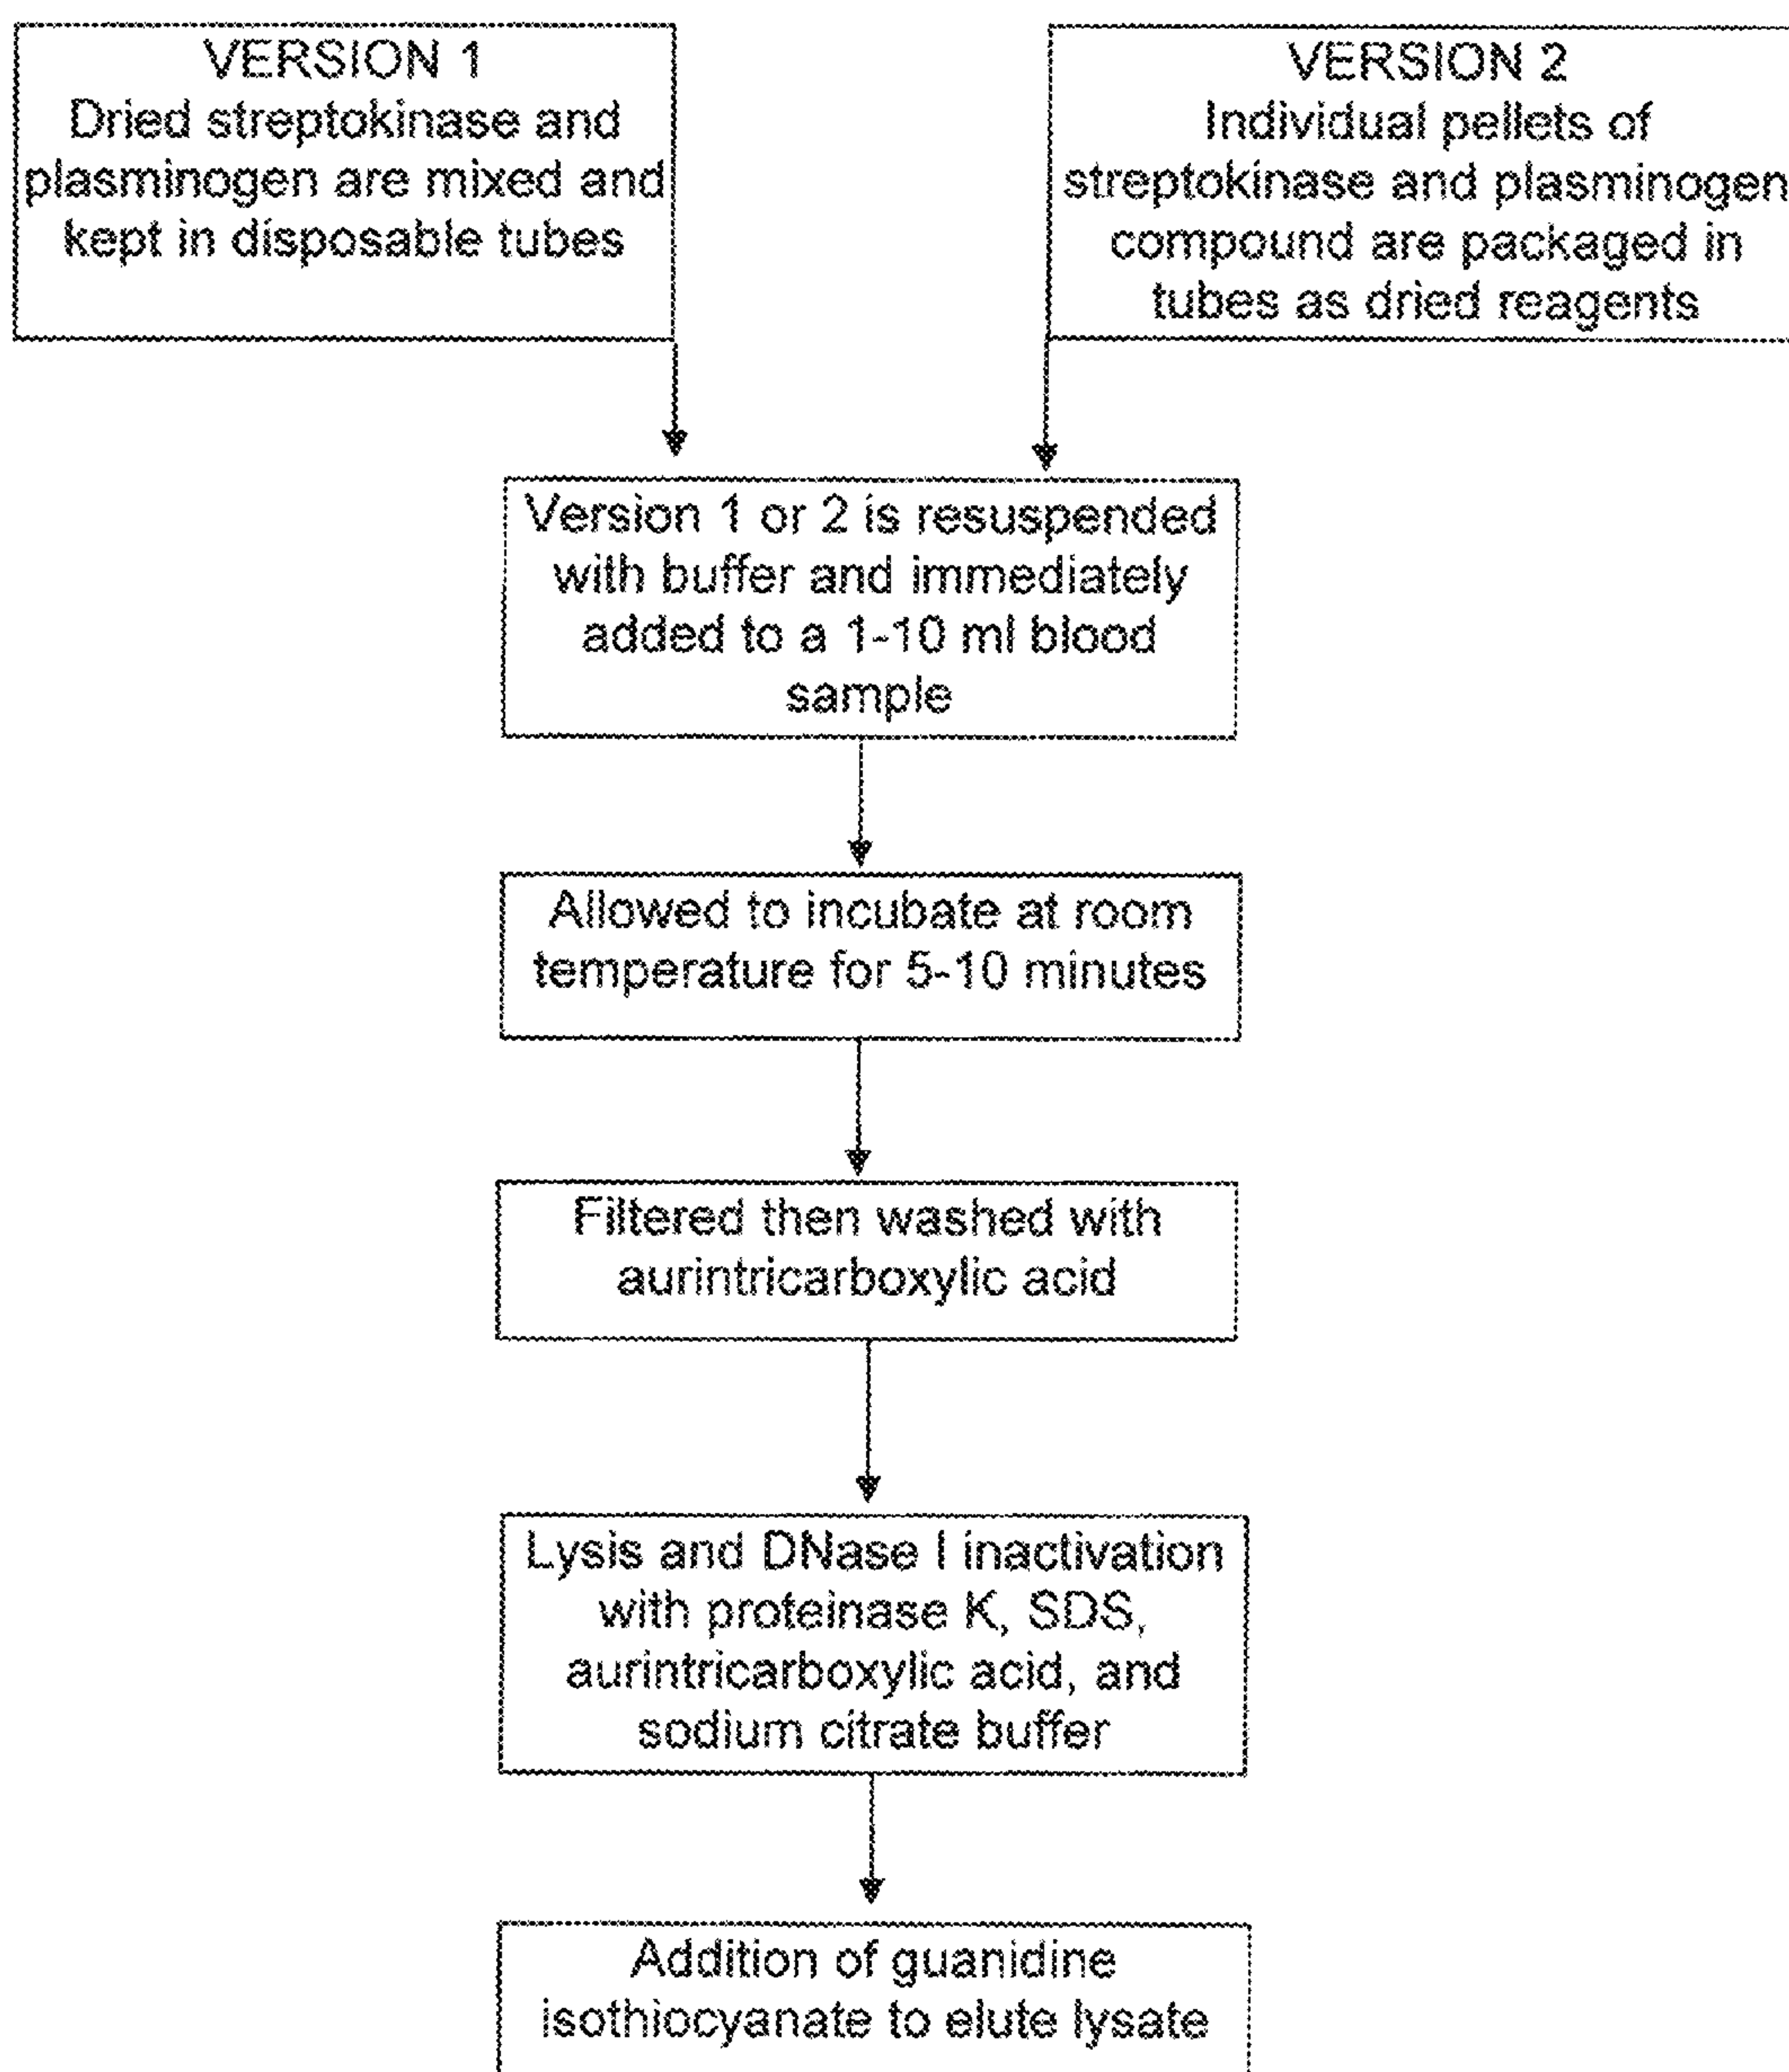 VERSION 1
Dried streptokinase and
plasminogen are mixed and
kept in disposable tubes
VERSION 2
Individual pellets of
streptokinase and plasminogen
compound are packaged in
tubes as dried reagents
Version 1 or 2 is resuspended
with buffer and immediately
added to a 1-10 ml blood
sample
Allowed to incubate at room
temperature for 5-10 minutes
Filtered then washed with
aurintricarboxylic acid
Lysis and DNase I inactivation
with proteinase K, SDS,
aurintricarboxylic acid, and
sodium citrate buffer
Addition of guanidine
isothiocyanate to elute lysate